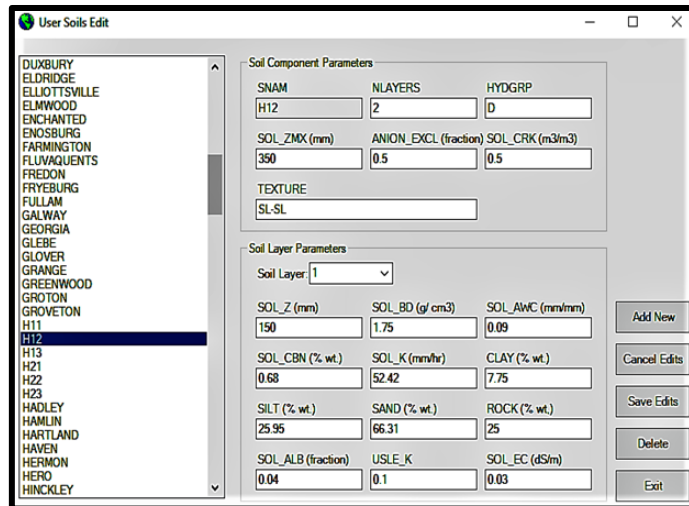 User Soils Edit
DUXBURY
ELDRIDGE
ELLIOTTSVILLE
ELMWOOD
ENCHANTED
ENOSBURG
FARMINGTON
FLUVAQUENTS
FREDON
FRYEBURG
FULLAM
GALWAY
GEORGIA
GLEBE
GLOVER
GRANGE
GREENWOOD
GROTON
GROVETON
H11
H12
H13
H21
H22
H23
HADLEY
HAMLIN
HARTLAND
HAVEN
HERMON
HERO
HINCKLEY
Soil Component Parameters
SNAM NLAYERS HYDGRP
H12 2 D
SOL_ZMX (mm) ANION_EXCL (fraction) SOL_CRK (m3/m3)
350 0.5 0.5
TEXTURE
SL-SL
Soil Layer Parameters
Soil Layer: 1
SOL_Z (mm) SOL_BD (g/ cm3) SOL_AWC (mm/mm)
150 1.75 0.09
SOL_CBN (% wt.) SOL_K (mm/hr) CLAY (% wt.)
0.68 52.42 7.75
SILT (% wt.) SAND (% wt.) ROCK (% wt.)
25.95 66.31 25
SOL_ALB (fraction) USLE_K SOL_EC (dS/m)
0.04 0.1 0.03
Add New
Cancel Edits
Save Edits
Delete
Exit